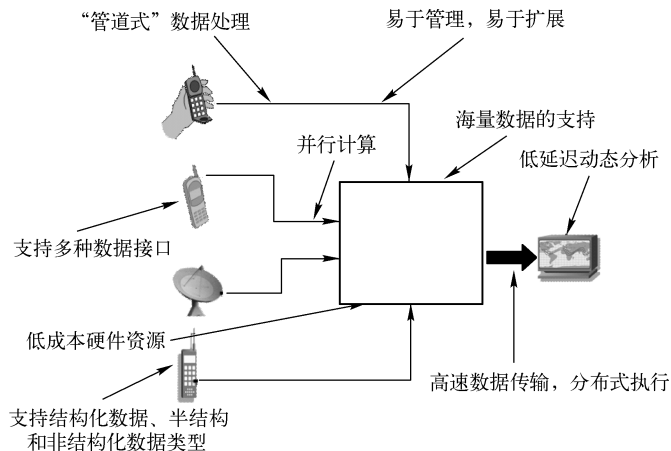 “管道式”数据处理
易于管理，易于扩展
海量数据的支持
并行计算
低延迟动态分析
支持多种数据接口
低成本硬件资源
高速数据传输，分布式执行
支持结构化数据、半结构
和非结构化数据类型